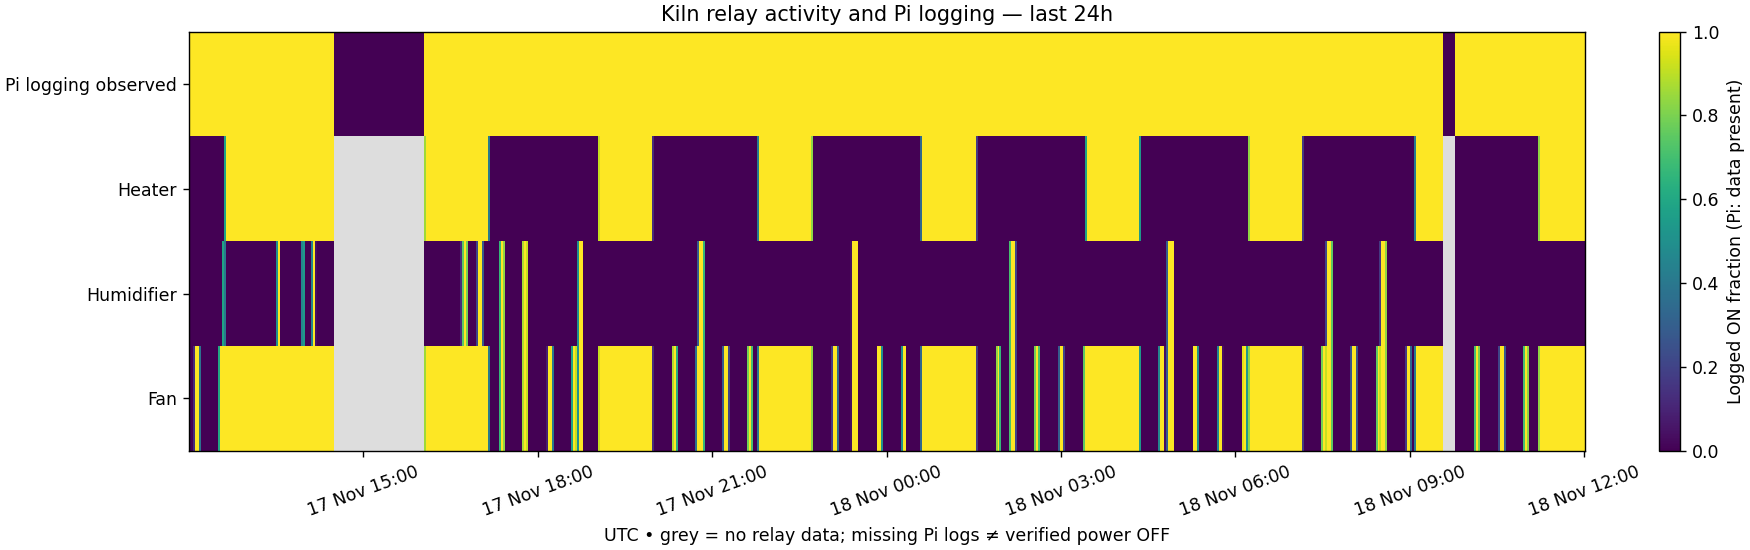 Kiln relay activity and Pi logging — last 24h
Pi logging observed
Heater
Humidifier
Fan
17 Nov 15:00
17 Nov 18:00
17 Nov 21:00
18 Nov 00:00
18 Nov 03:00
18 Nov 06:00
18 Nov 09:00
18 Nov 12:00
UTC • grey = no relay data; missing Pi logs ≠ verified power OFF
1.0
0.8
0.6
0.4
0.2
0.0
Logged ON fraction (Pi: data present)